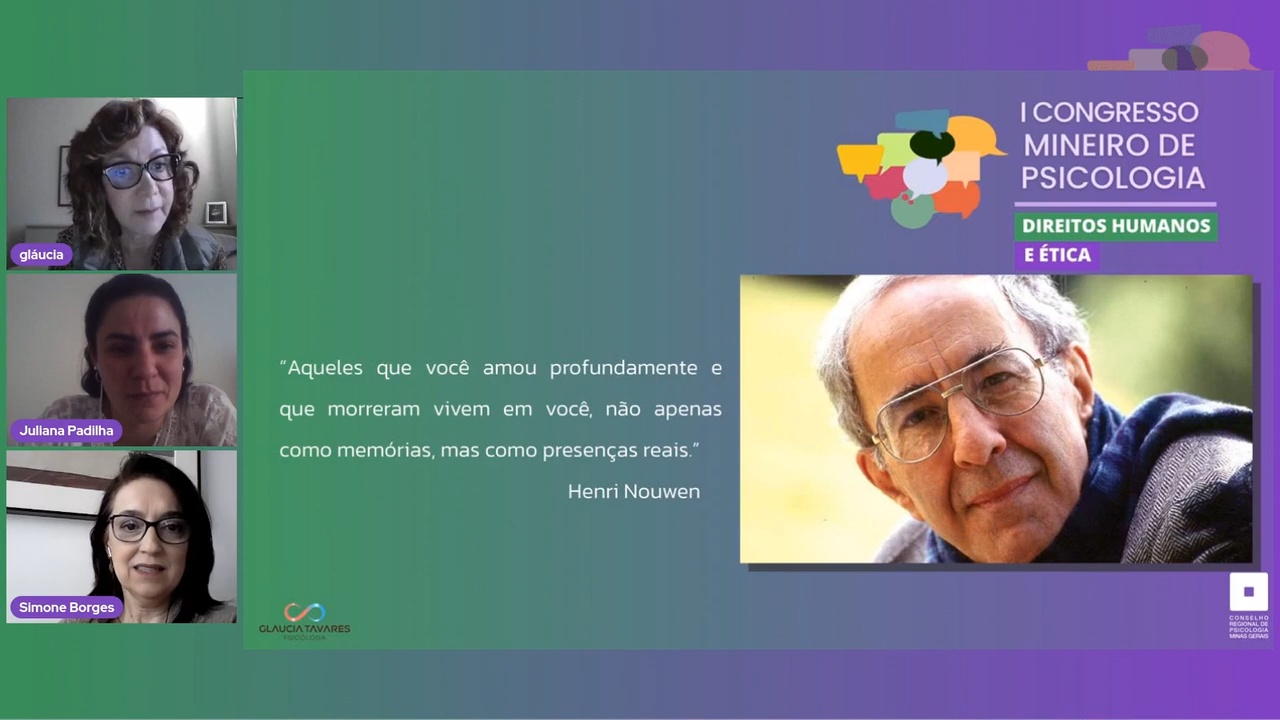 gláucia
Juliana Padilha
Simone Borges
I CONGRESSO
MINEIRO DE
PSICOLOGIA
DIREITOS HUMANOS
E ÉTICA
“Aqueles que você amou profundamente e
que morreram vivem em você, não apenas
como memórias, mas como presenças reais.”
Henri Nouwen
GLAUCIA TAVARES
PSICOLOGIA
CONSELHO
REGIONAL DE
PSICOLOGIA
MINAS GERAIS